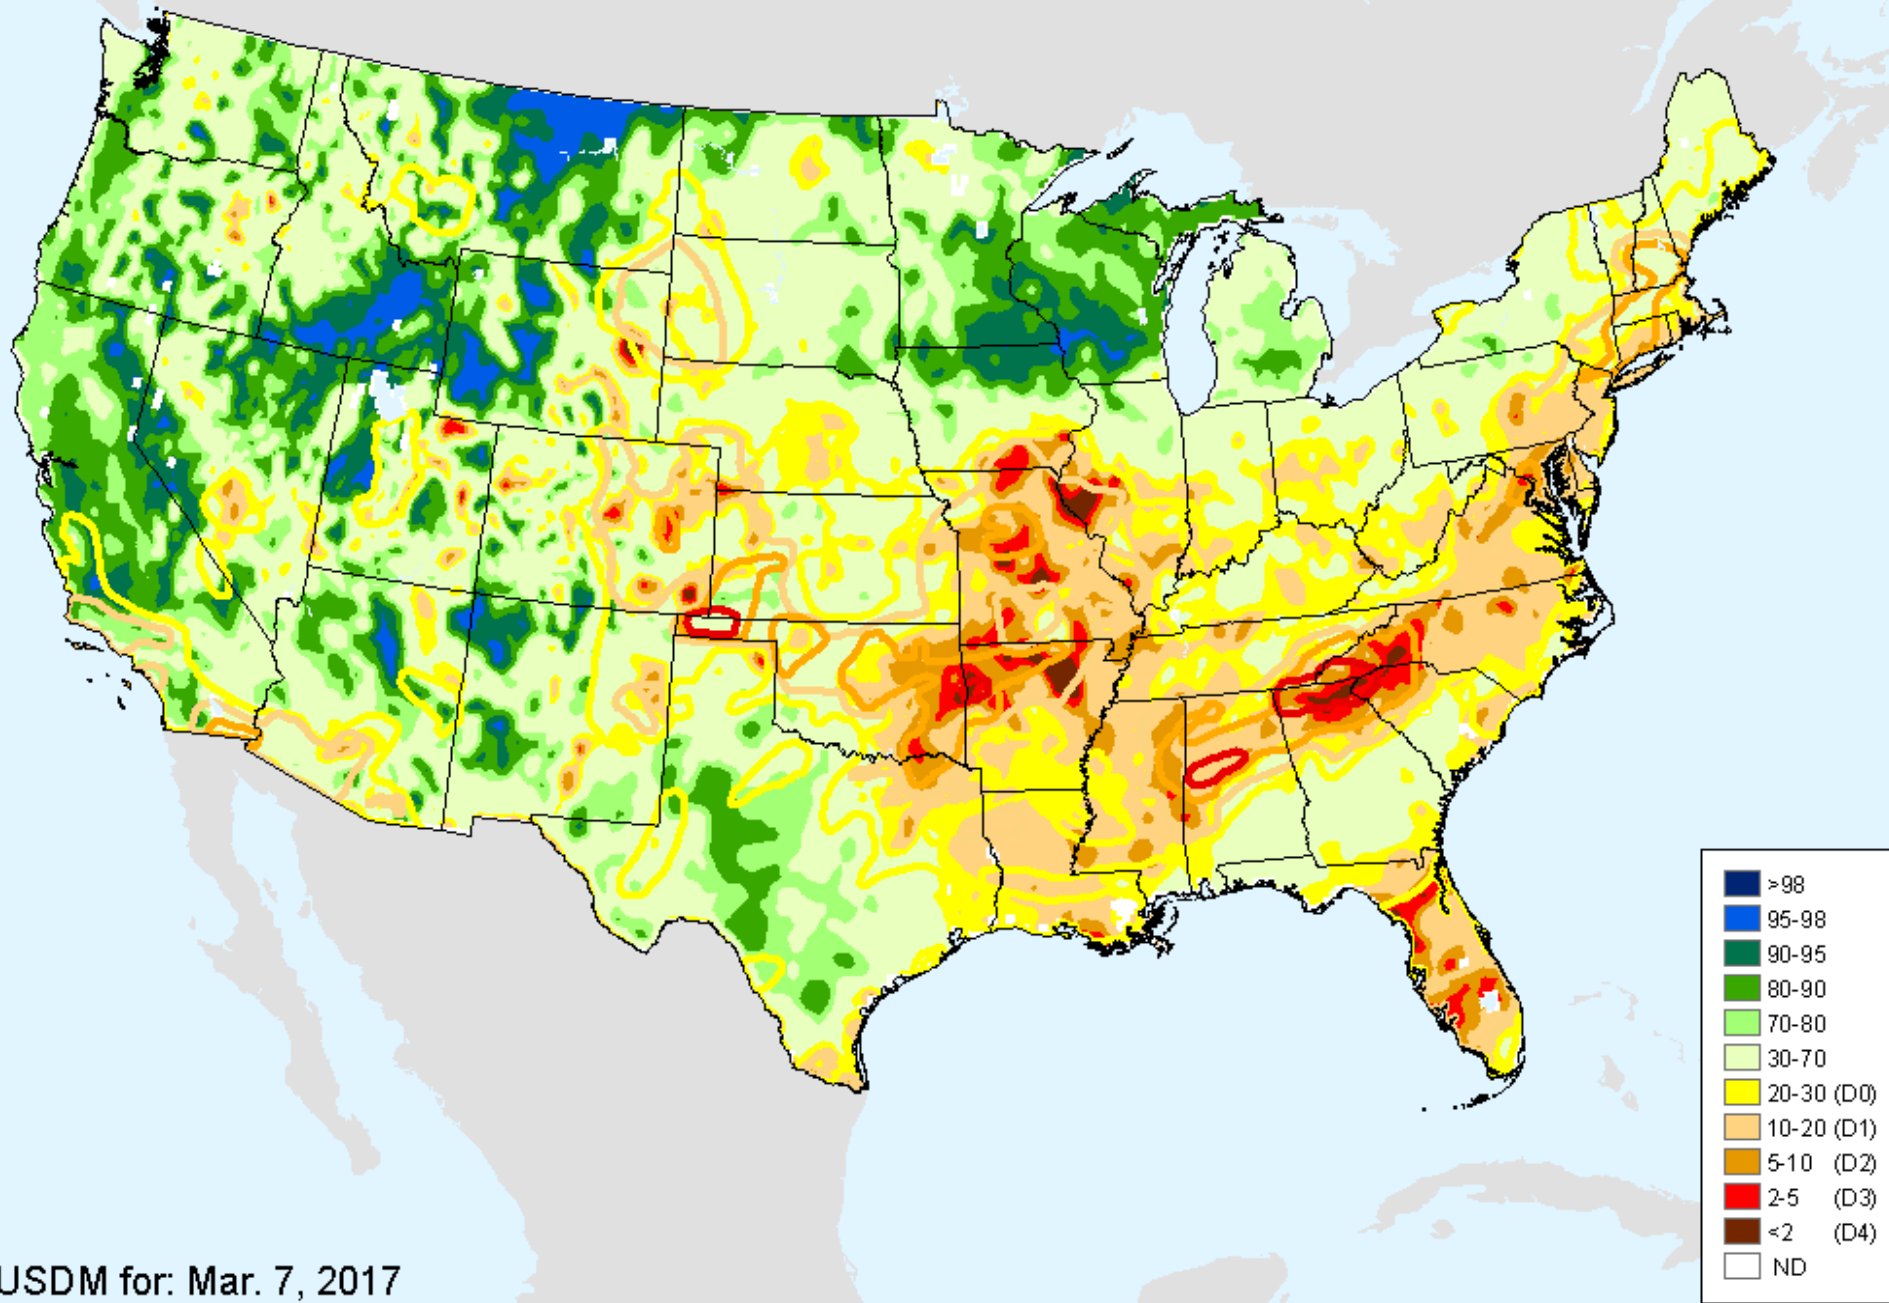 >98
95-98
90-95
80-90
70-80
30-70
20-30 (D0)
10-20 (D1)
5-10 (D2)
2-5 (D3)
<2 (D4)
ND
USDM for: Mar. 7, 2017